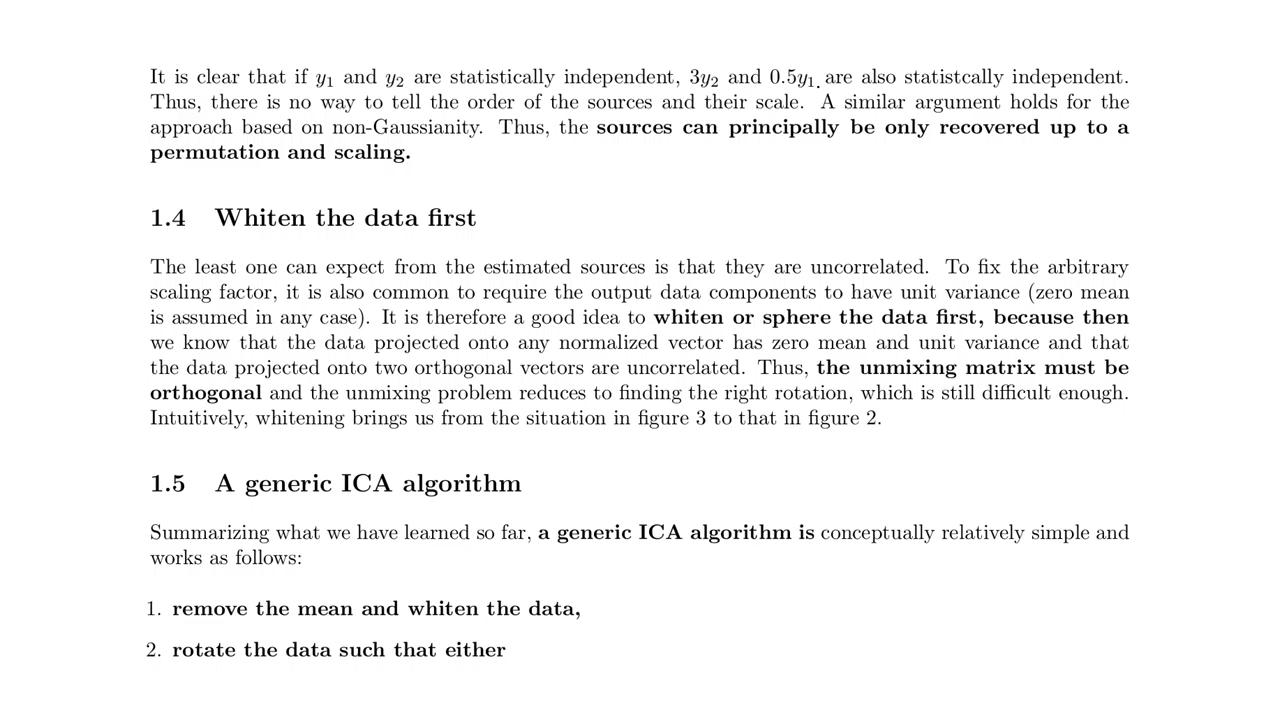 It is clear that if y₁ and y₂ are statistically independent, 3y₂ and 0.5y₁ are also statistcally independent.
Thus, there is no way to tell the order of the sources and their scale. A similar argument holds for the
approach based on non-Gaussianity. Thus, the sources can principally be only recovered up to a
permutation and scaling.
1.4 Whiten the data first
The least one can expect from the estimated sources is that they are uncorrelated. To fix the arbitrary
scaling factor, it is also common to require the output data components to have unit variance (zero mean
is assumed in any case). It is therefore a good idea to whiten or sphere the data first, because then
we know that the data projected onto any normalized vector has zero mean and unit variance and that
the data projected onto two orthogonal vectors are uncorrelated. Thus, the unmixing matrix must be
orthogonal and the unmixing problem reduces to finding the right rotation, which is still difficult enough.
Intuitively, whitening brings us from the situation in figure 3 to that in figure 2.
1.5 A generic ICA algorithm
Summarizing what we have learned so far, a generic ICA algorithm is conceptually relatively simple and
works as follows:
1. remove the mean and whiten the data,
2. rotate the data such that either